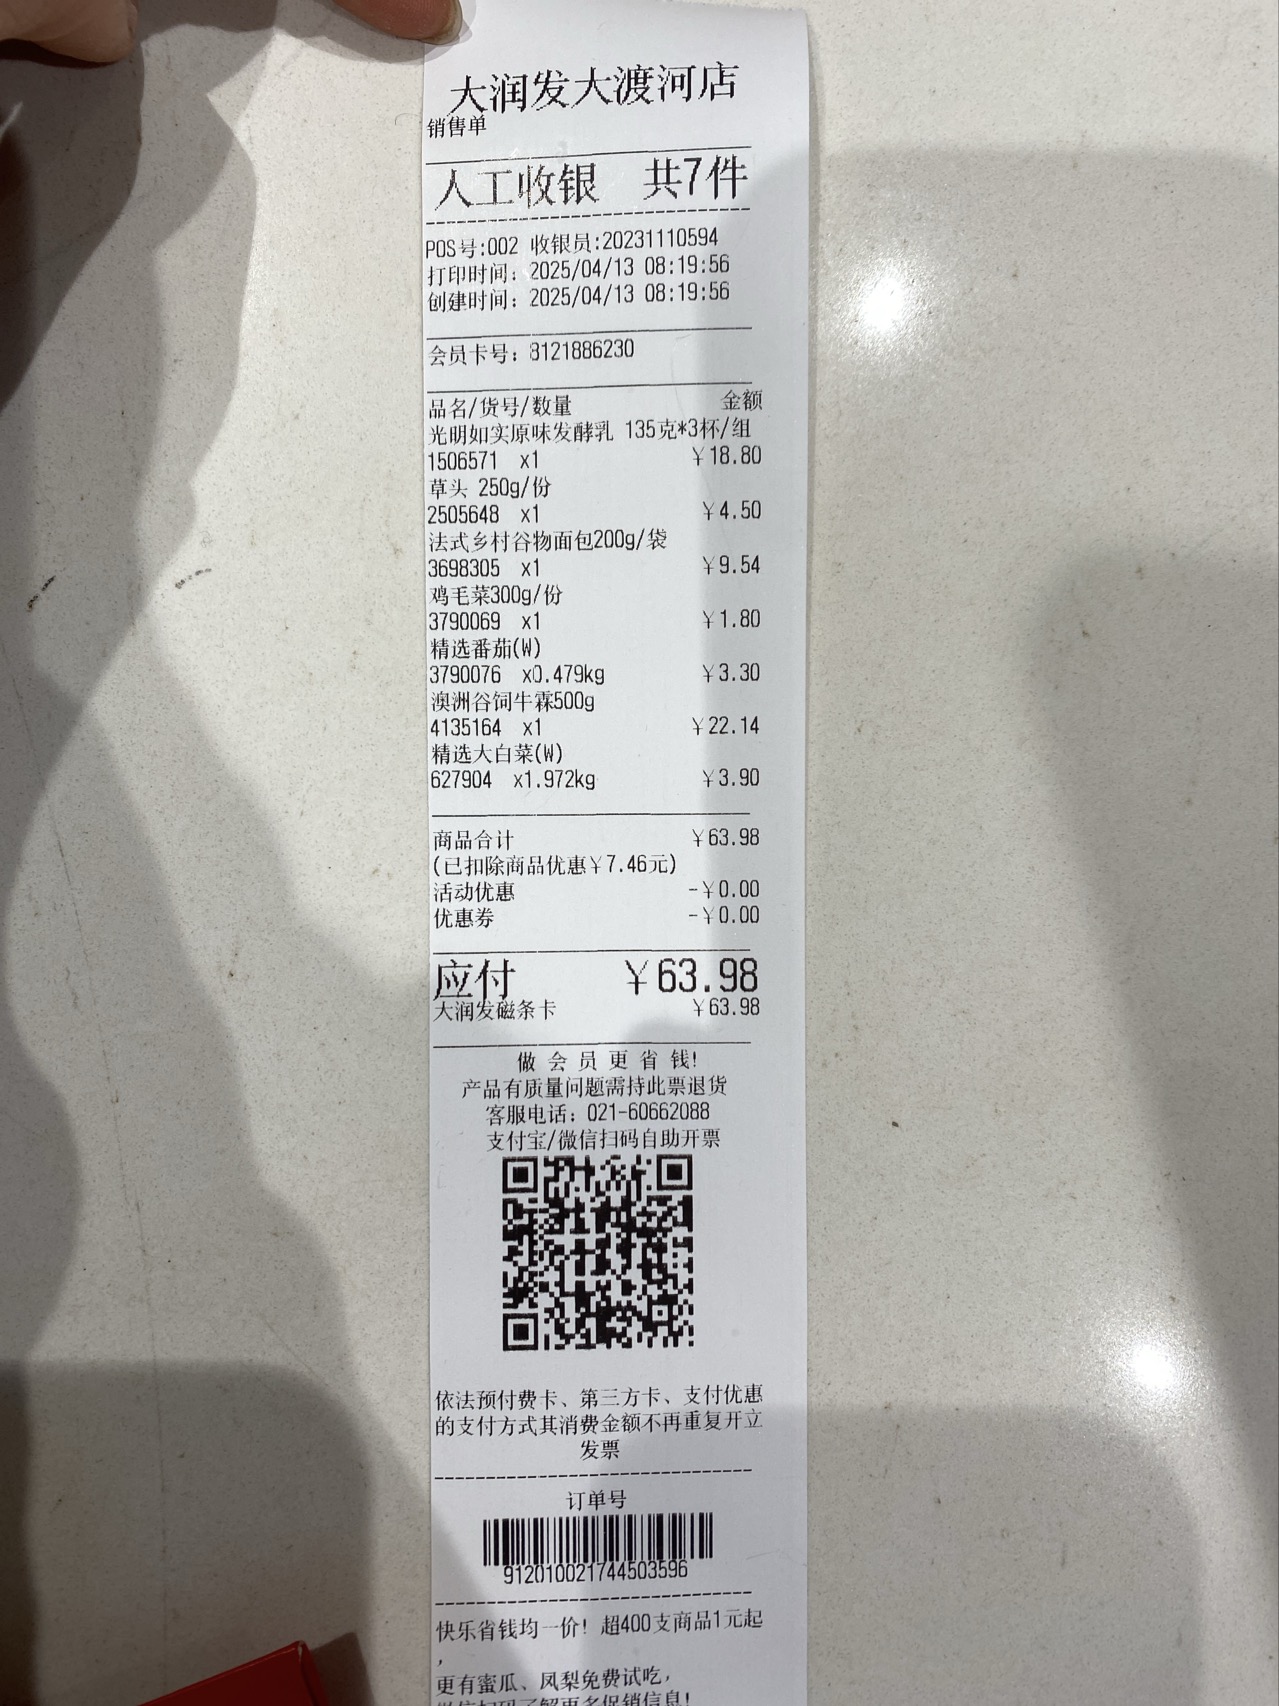 大润发大渡河店
销售单
人工收银 共7件
POS号:002 收银员:20231110594
打印时间: 2025/04/13 08:19:56
创建时间: 2025/04/13 08:19:56
会员卡号: 8121886230
品名/货号/数量 金额
光明如实原味发酵乳 135克*3杯/组
1506571 x1 ￥18.80
草头 250g/份
2505648 x1 ￥4.50
法式乡村谷物面包200g/袋
3698305 x1 ￥9.54
鸡毛菜300g/份
3790069 x1 ￥1.80
精选番茄(W)
3790076 x0.479kg ￥3.30
澳洲谷饲牛霖500g
4135164 x1 ￥22.14
精选大白菜(W)
627904 x1.972kg ￥3.90
商品合计 ￥63.98
(已扣除商品优惠￥7.46元)
活动优惠 -￥0.00
优惠券 -￥0.00
应付 ￥63.98
大润发磁条卡 ￥63.98
做 会 员 更 省 钱!
产品有质量问题需持此票退货
客服电话: 021-60662088
支付宝/微信扫码自助开票
依法预付费卡、第三方卡、支付优惠
的支付方式其消费金额不再重复开立
发票
订单号
912010021744503596
快乐省钱均一价! 超400支商品1元起
,
更有蜜瓜、凤梨免费试吃,
微信扫码了解更多促销信息!